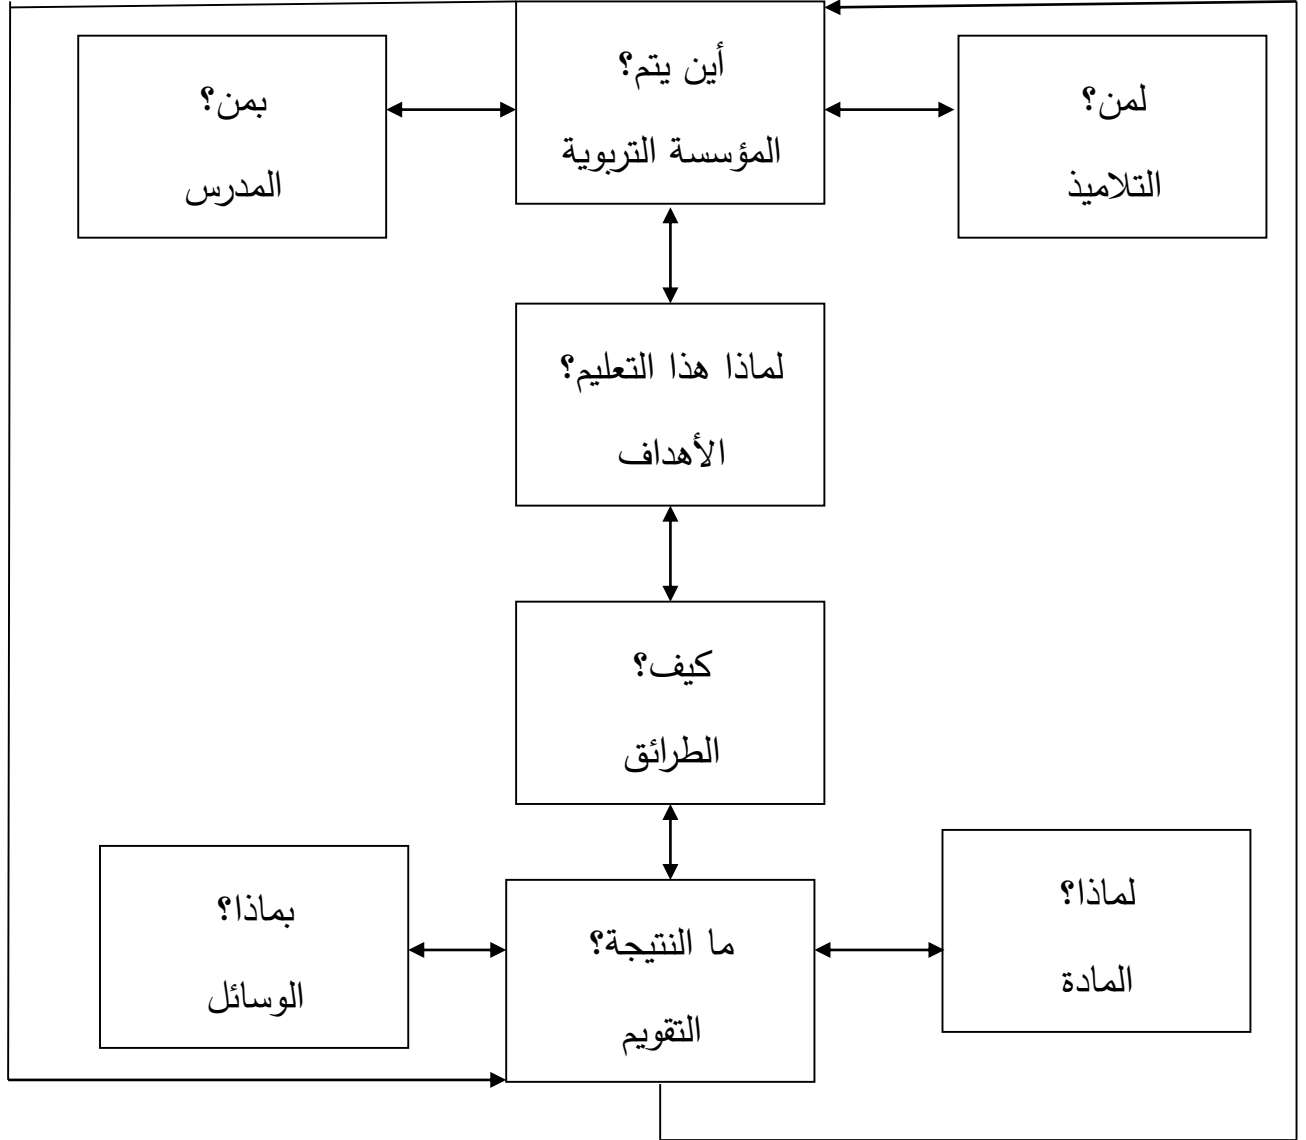 لمن؟
التلاميذ
أين يتم؟
المؤسسة التربوية
بمن؟
المدرس
لماذا هذا التعليم؟
الأهداف
كيف؟
الطرائق
لماذا؟
المادة
ما النتيجة؟
التقويم
بماذا؟
الوسائل